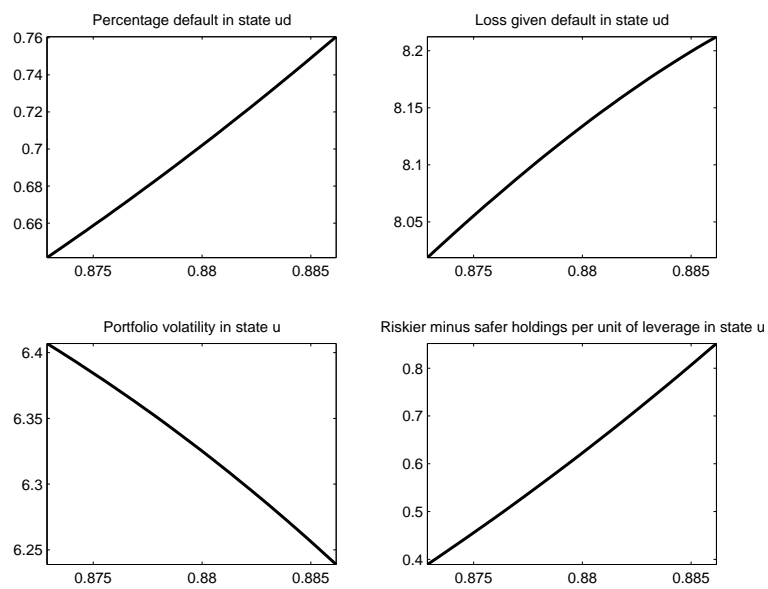 Percentage default in state ud
0.76
0.74
0.72
0.7
0.68
0.66
0.875 0.88 0.885
Loss given default in state ud
8.2
8.15
8.1
8.05
0.875 0.88 0.885
Portfolio volatility in state u
6.4
6.35
6.3
6.25
0.875 0.88 0.885
Riskier minus safer holdings per unit of leverage in state u
0.8
0.7
0.6
0.5
0.4
0.875 0.88 0.885